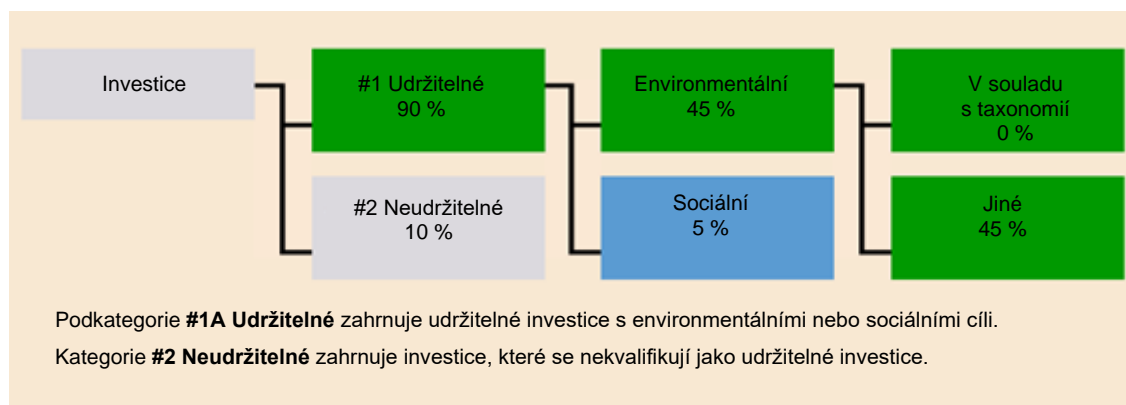 Investice
#1 Udržitelné
90 %
Environmentální
45 %
V souladu
s taxonomií
0 %
#2 Neudržitelné
10 %
Sociální
5 %
Jiné
45 %
Podkategorie #1A Udržitelné zahrnuje udržitelné investice s environmentálními nebo sociálními cíli.
Kategorie #2 Neudržitelné zahrnuje investice, které se nekvalifikují jako udržitelné investice.